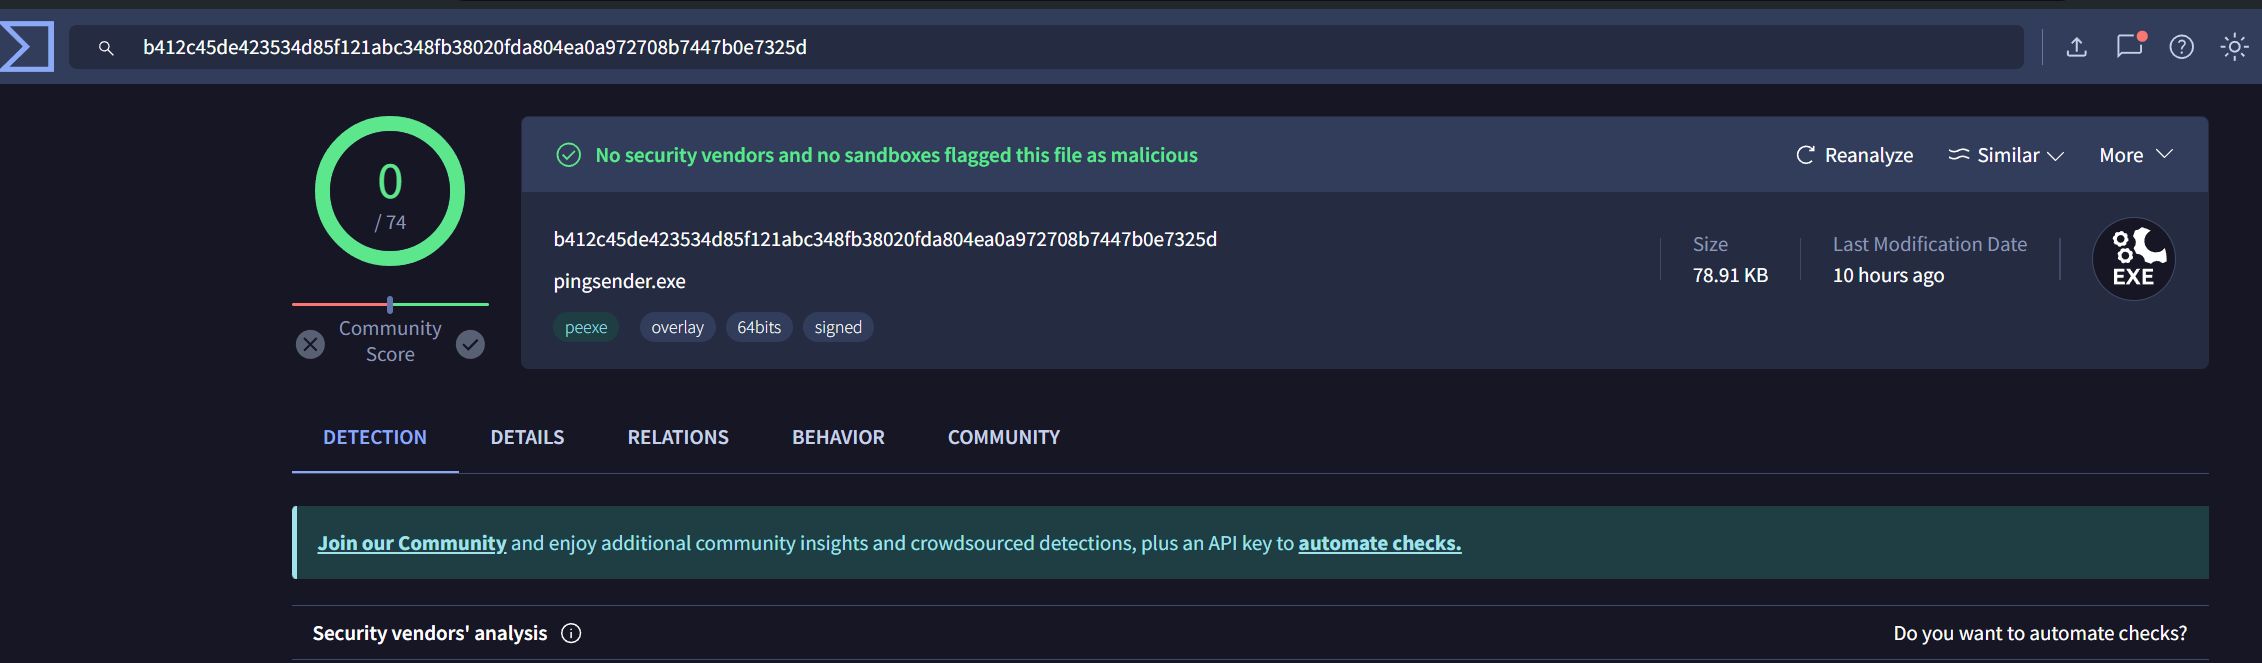 b412c45de423534d85f121abc348fb38020fda804ea0a972708b7447b0e7325d
0
/ 74
Community
Score
No security vendors and no sandboxes flagged this file as malicious
Reanalyze
Similar
More
b412c45de423534d85f121abc348fb38020fda804ea0a972708b7447b0e7325d
pingsender.exe
peexe
overlay
64bits
signed
Size
78.91 KB
Last Modification Date
10 hours ago
EXE
DETECTION
DETAILS
RELATIONS
BEHAVIOR
COMMUNITY
Join our Community and enjoy additional community insights and crowdsourced detections, plus an API key to automate checks.
Security vendors' analysis
Do you want to automate checks?